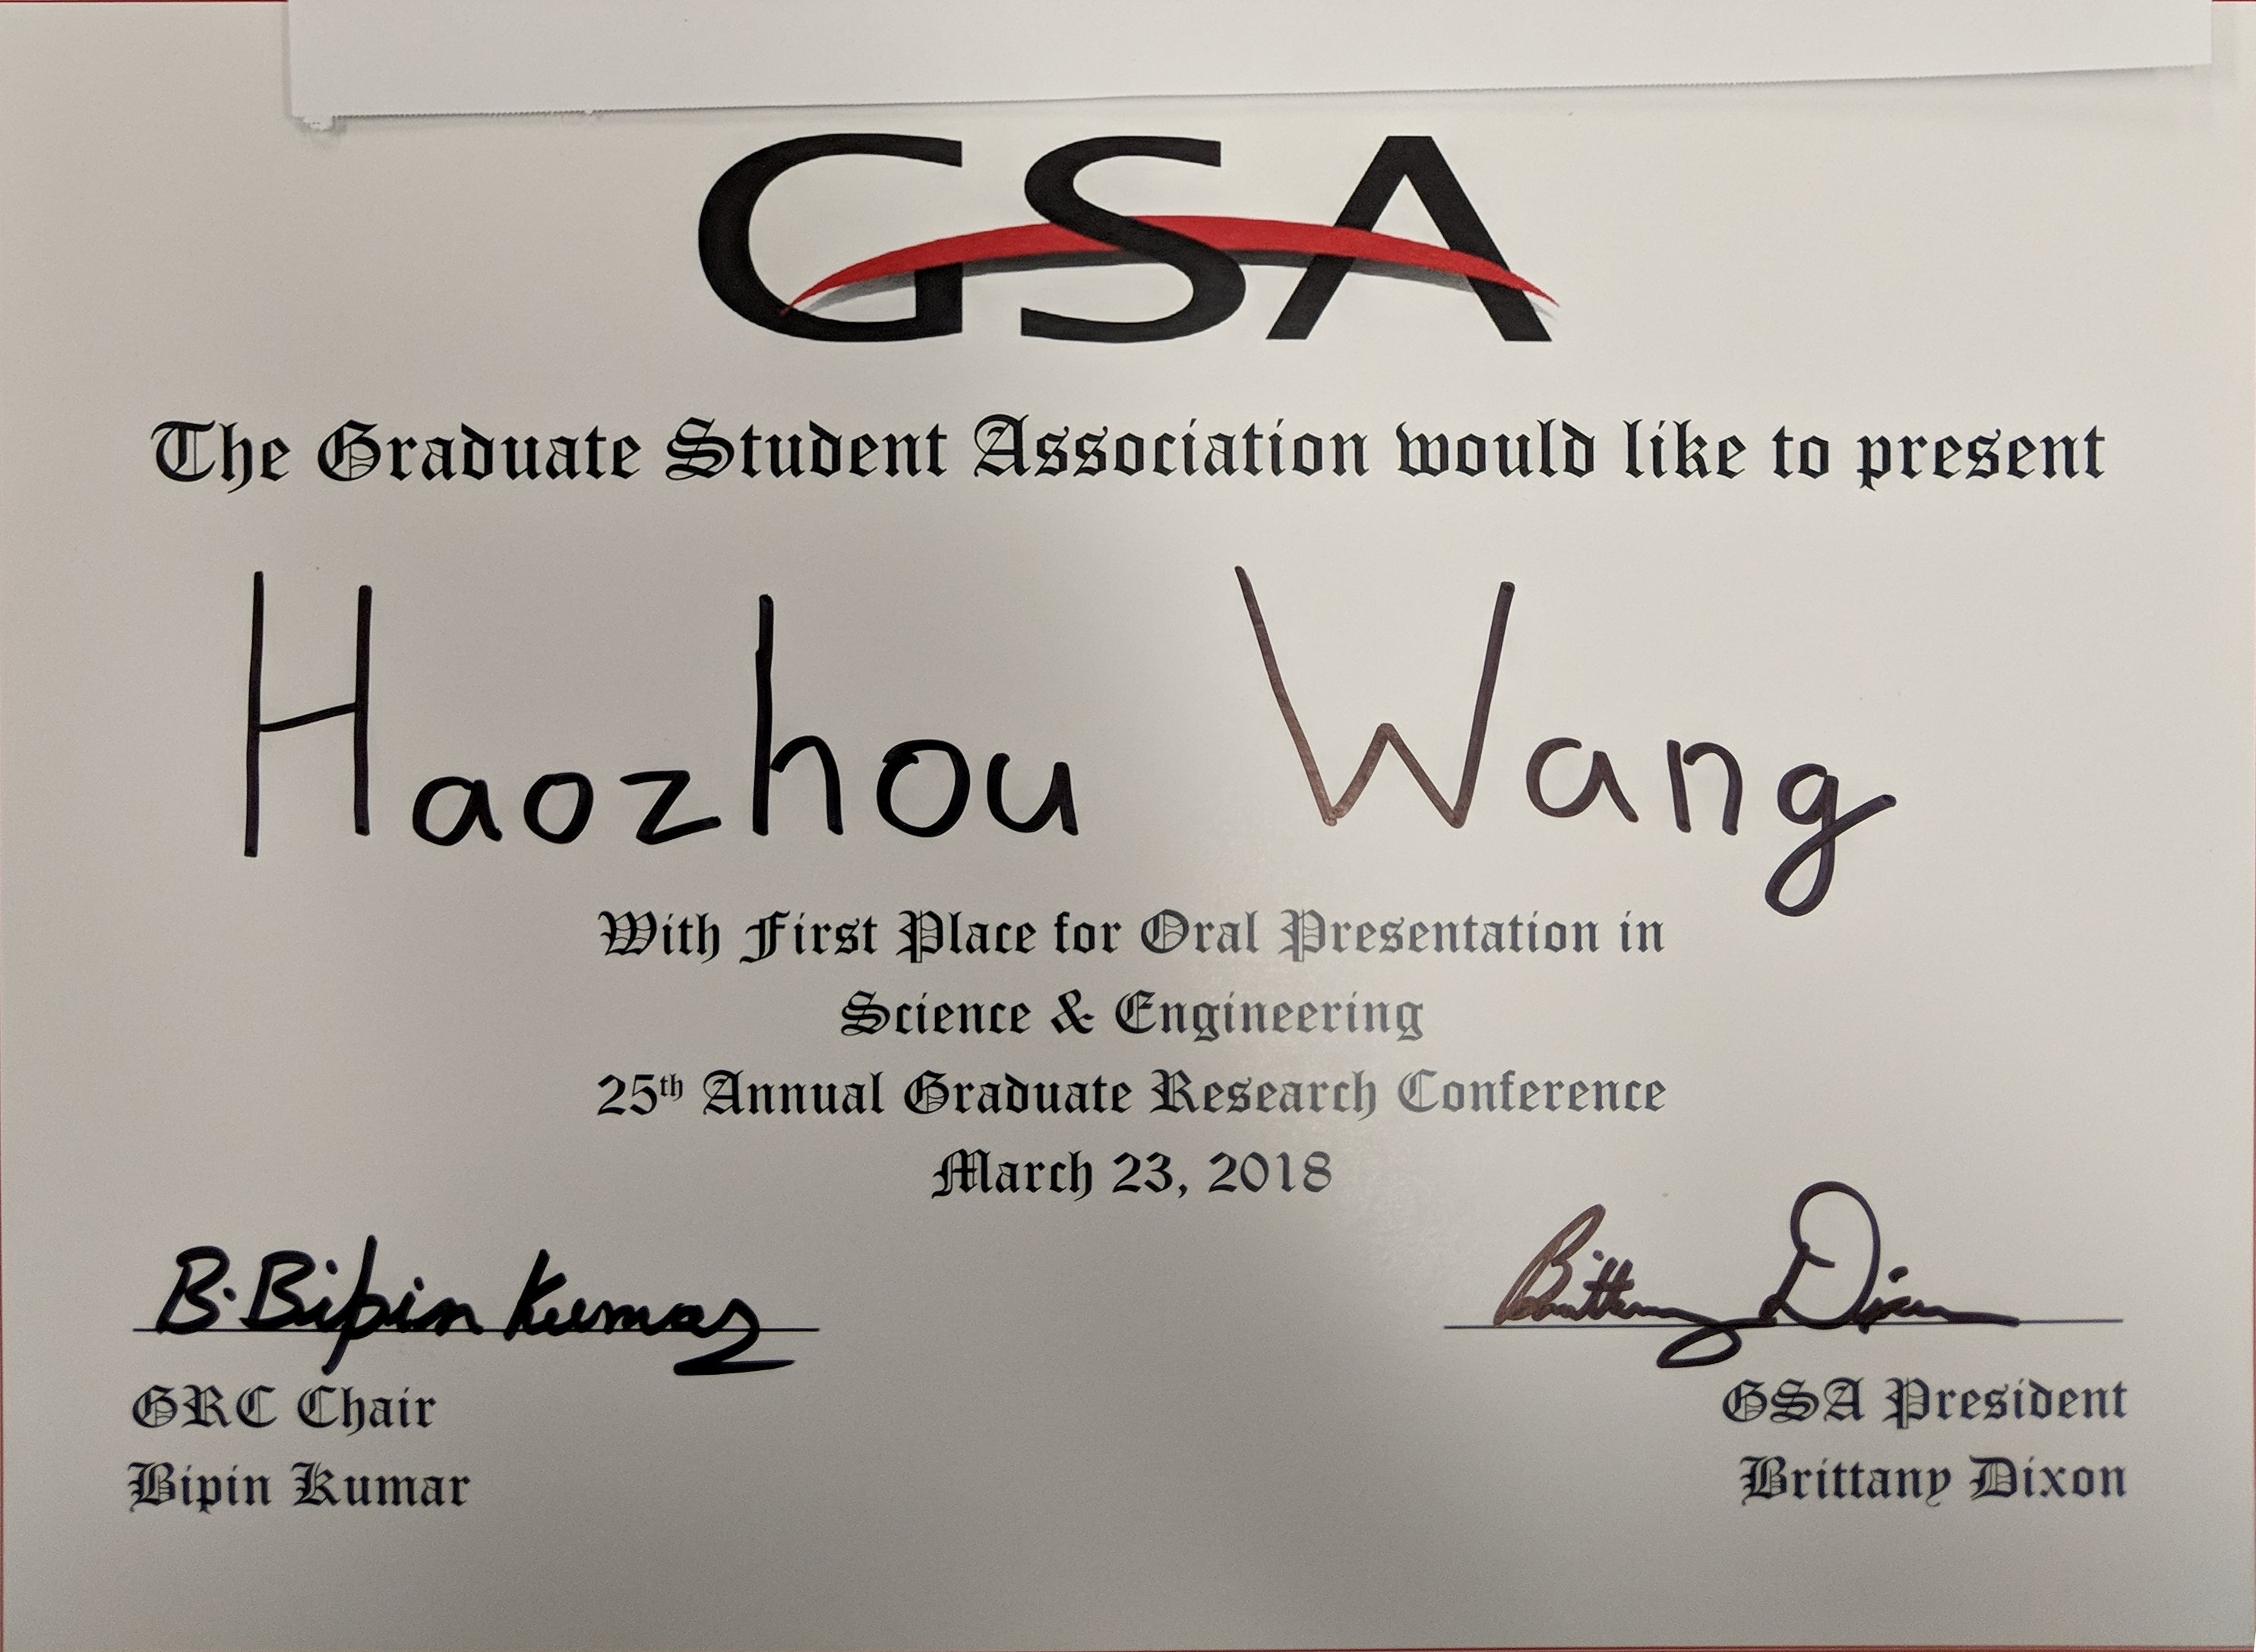 GSA
The Graduate Student Association would like to present
Haozhou Wang
With First Place for Oral Presentation in
Science & Engineering
25th Annual Graduate Research Conference
March 23, 2018
B. Bipin Kumar
Brittany Dixon
GRC Chair
GSA President
Bipin Kumar
Brittany Dixon